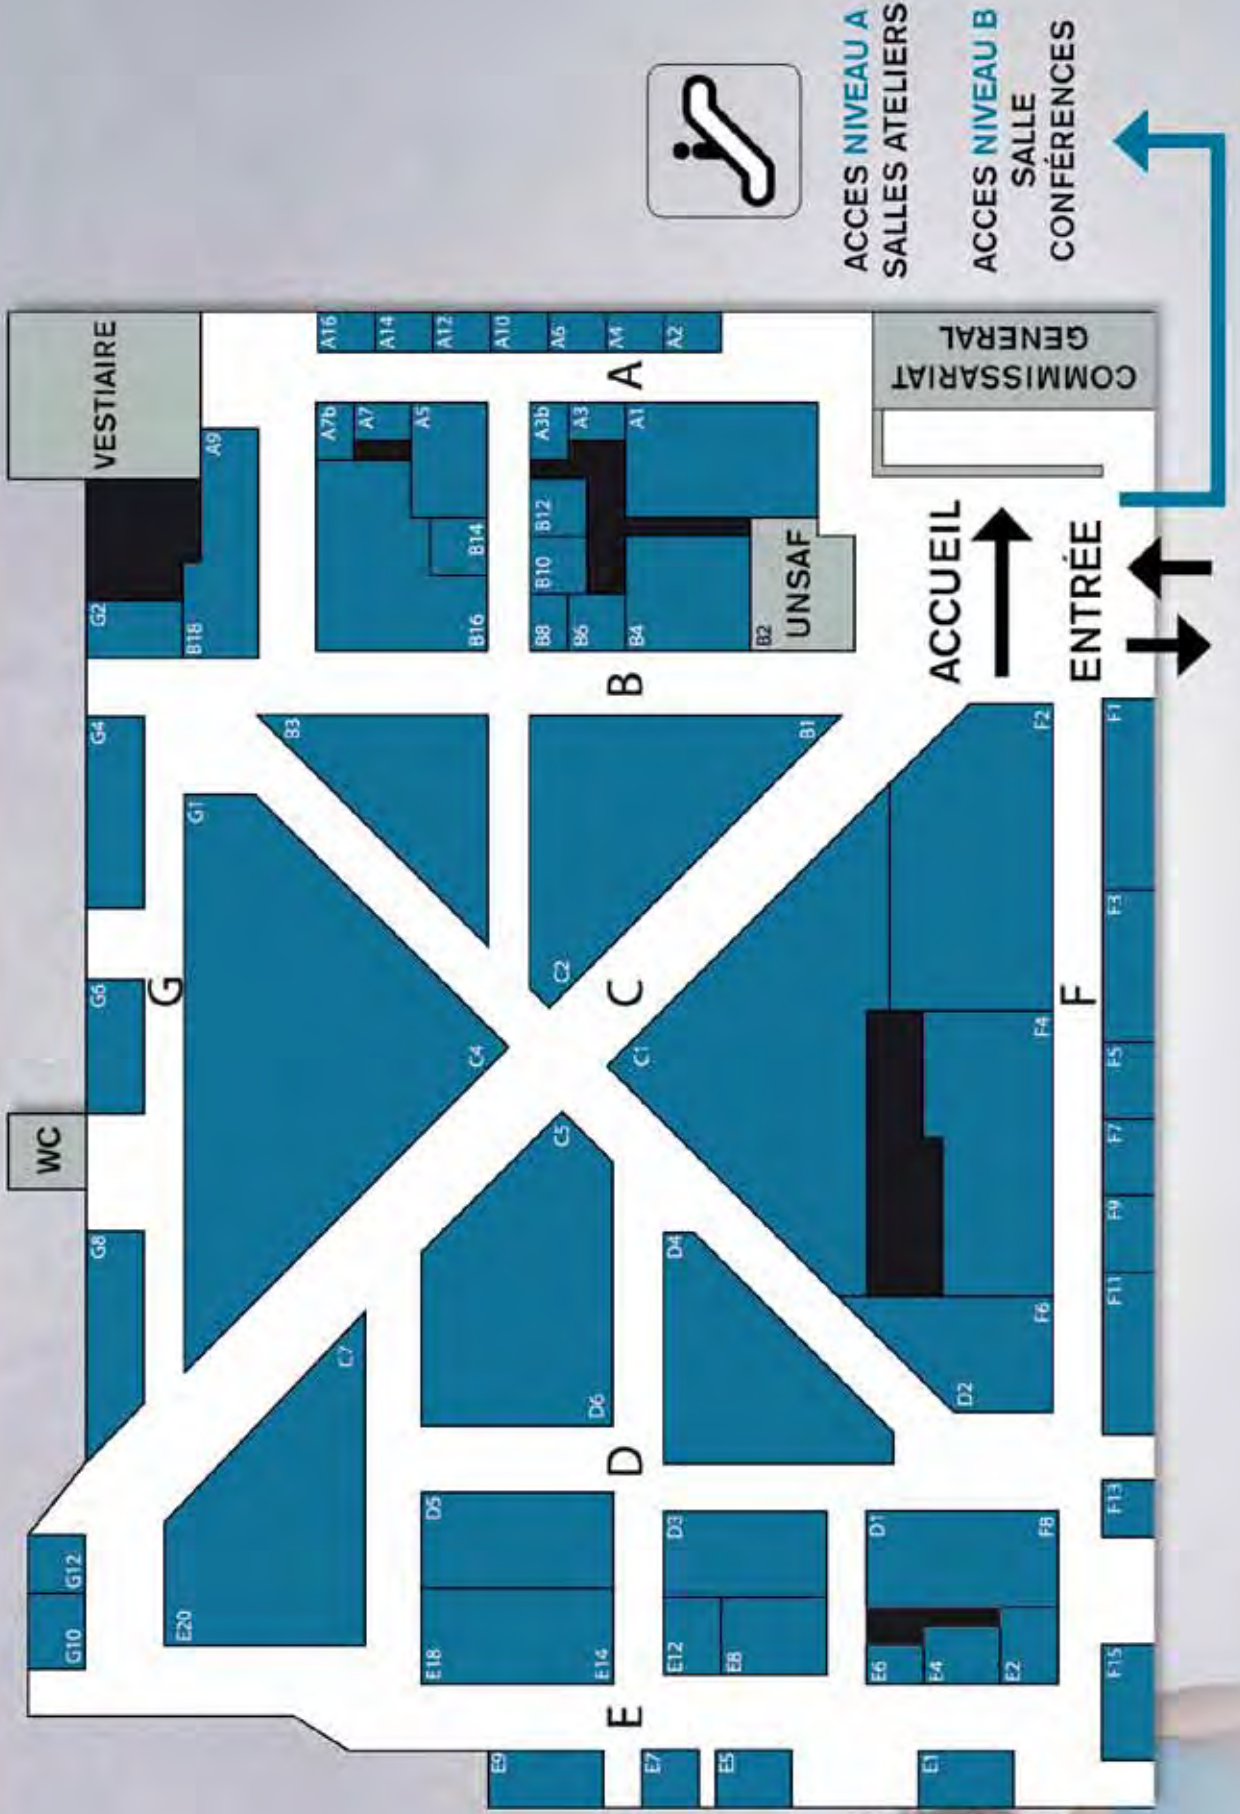 WC
G10 G12
G8 G6 G4 G2 VESTIAIRE
G
E20 G1 B18 A9
B3
C7 A7b A16
A7 A14
E18 D5 A5 A12
C4 B16 B14
E9 A10
C5 C2 B8 B10 B12 A3b A6
B6 A3
E14 D6 A4
E D C B A
C1 B4 A1
E7 E12 D3 D4 A2
E5 E8
B2
UNSAF
B1
ACCES NIVEAU A
SALLES ATELIERS
E6 D1
E1 E4
ACCUEIL
COMMISSARIAT
GENERAL
D2
ACCES NIVEAU B
SALLE
CONFÉRENCES
E2 F8 F6 F4 F2
F
ENTRÉE
F15 F13 F11 F9 F7 F5 F3 F1